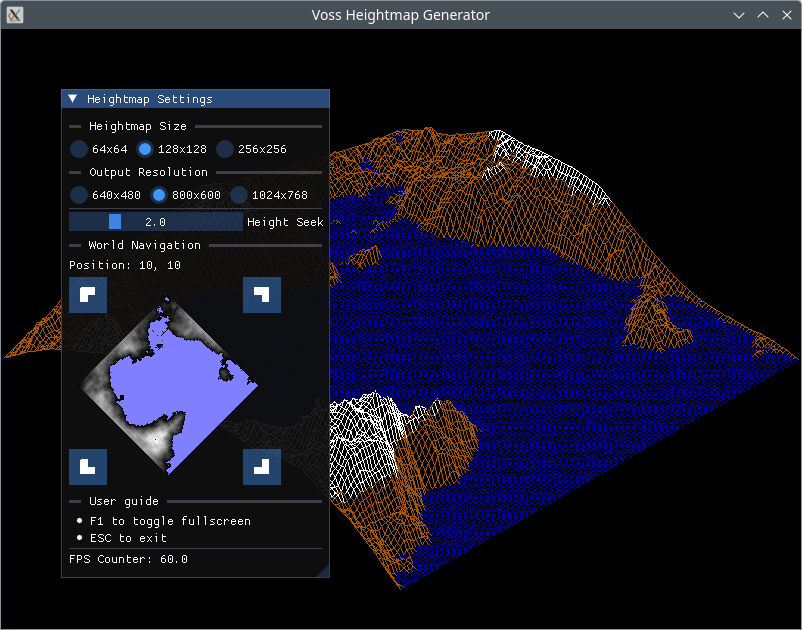 Voss Heightmap Generator
Heightmap Settings
Heightmap Size
64x64 128x128 256x256
Output Resolution
640x480 800x600 1024x768
2.0 Height Seek
World Navigation
Position: 10, 10
User guide
F1 to toggle fullscreen
ESC to exit
FPS Counter: 60.0